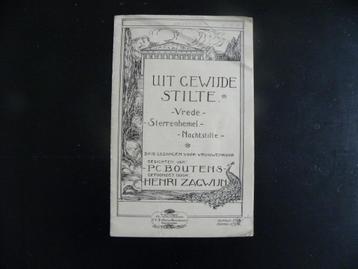 UIT GEWIJDE
STILTE.
-Vrede-
-Sterrenhemel-
-Nachtstilte-
DRIE GEZANGEN VOOR VROUWENKOOR
GEDICHTEN VAN
P.C. BOUTENS
GETOONZET DOOR
HENRI ZAGWIJN